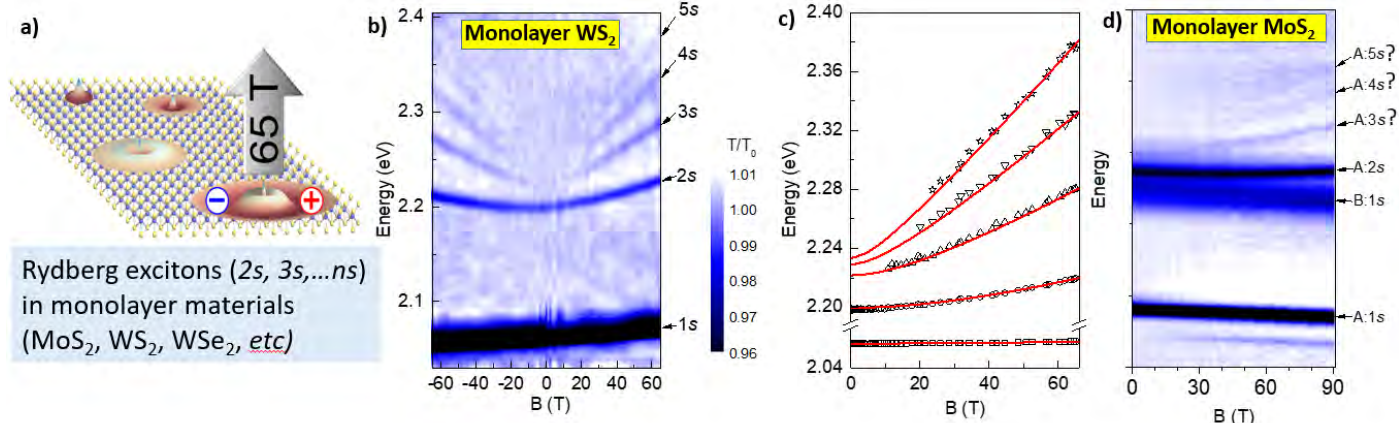 a)
65 T
−
+
Rydberg excitons (2s, 3s,...ns)
in monolayer materials
(MoS₂, WS₂, WSe₂, etc)
b)
Monolayer WS₂
Energy (eV)
2.4
2.3
2.2
2.1
-60 -40 -20 0 20 40 60
B (T)
5s
4s
3s
2s
1s
T/T₀
1.00
0.99
0.98
0.97
0.96
c)
Energy (eV)
2.40
2.36
2.32
2.28
2.24
2.20
2.04
0 20 40 60
B (T)
d)
Monolayer MoS₂
Energy
0 30 60 90
B (T)
A:5s?
A:4s?
A:3s?
A:2s
B:1s
A:1s